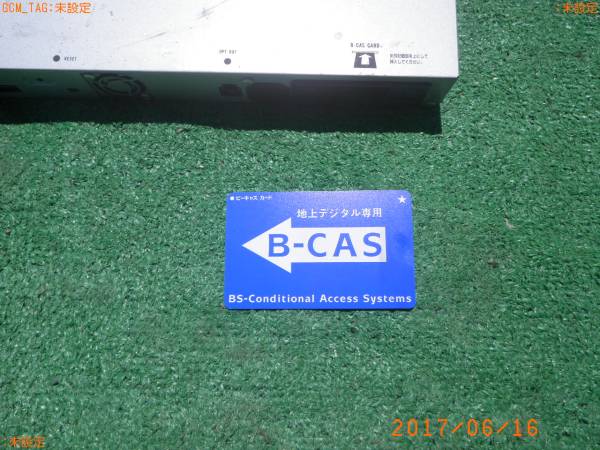 GCM_TAG:未設定
:未設定
RESET
OPT OUT
B-CAS CARD
● ビーキャス カード
★
地上デジタル専用
B-CAS
BS-Conditional Access Systems
2017/06/16
:未設定